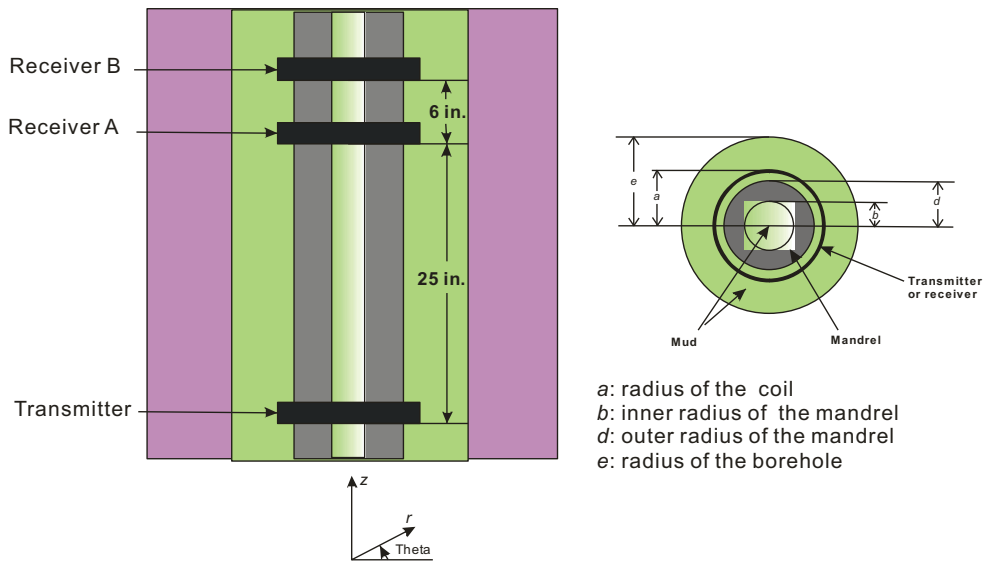 Receiver B
6 in.
Receiver A
25 in.
Transmitter
z
r
Theta
e
a
b
d
Transmitter
or receiver
Mud
Mandrel
a: radius of the coil
b: inner radius of the mandrel
d: outer radius of the mandrel
e: radius of the borehole